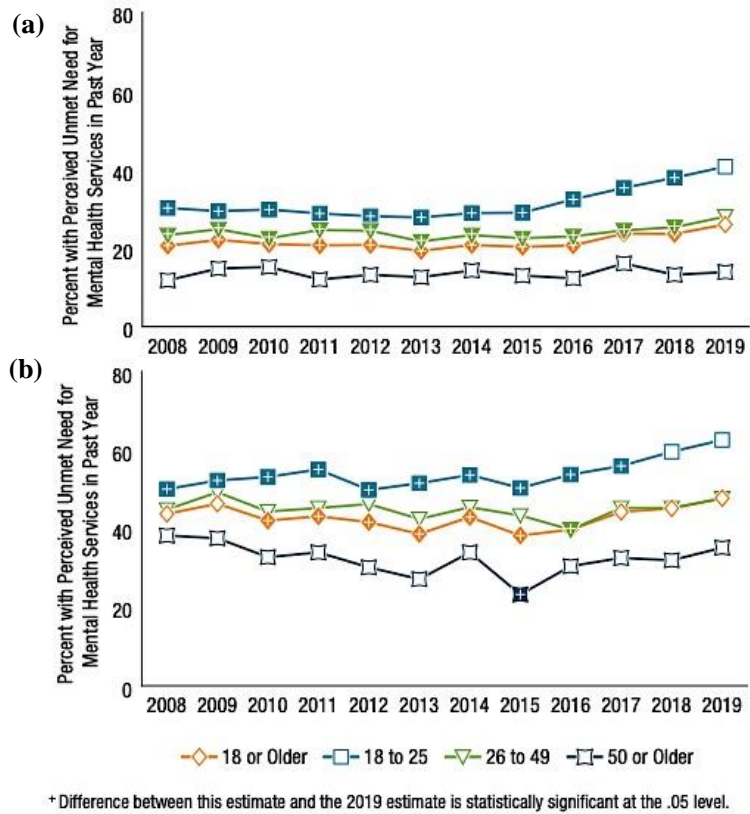 (a)
Percent with Perceived Unmet Need for
Mental Health Services in Past Year
80
60
40
20
0
2008 2009 2010 2011 2012 2013 2014 2015 2016 2017 2018 2019
(b)
Percent with Perceived Unmet Need for
Mental Health Services in Past Year
80
60
40
20
0
2008 2009 2010 2011 2012 2013 2014 2015 2016 2017 2018 2019
18 or Older 18 to 25 26 to 49 50 or Older
+ Difference between this estimate and the 2019 estimate is statistically significant at the .05 level.